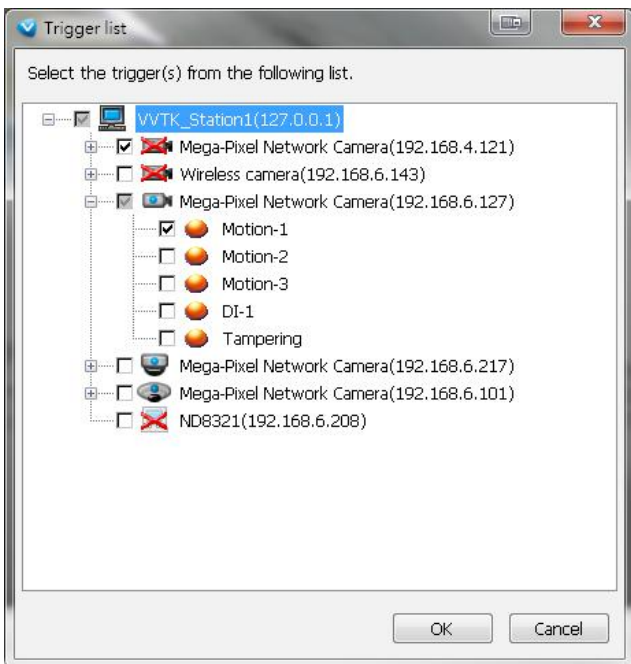 Trigger list
Select the trigger(s) from the following list.
VVTK_Station1(127.0.0.1)
Mega-Pixel Network Camera(192.168.4.121)
Wireless camera(192.168.6.143)
Mega-Pixel Network Camera(192.168.6.127)
Motion-1
Motion-2
Motion-3
DI-1
Tampering
Mega-Pixel Network Camera(192.168.6.217)
Mega-Pixel Network Camera(192.168.6.101)
ND8321(192.168.6.208)
OK Cancel